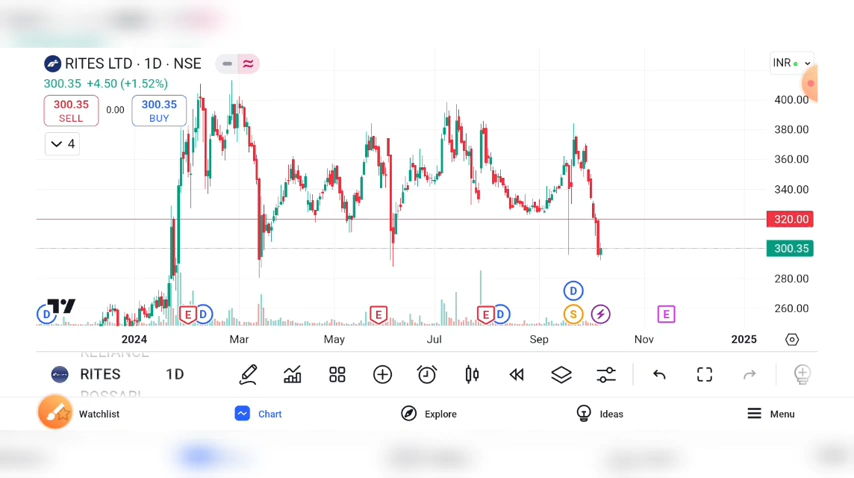 RITES LTD · 1D · NSE
INR
300.35 +4.50 (+1.52%)
300.35
SELL
0.00
300.35
BUY
4
400.00
380.00
360.00
340.00
320.00
300.35
280.00
260.00
D
D
E
D
E
E
D
S
E
2024
Mar
May
Jul
Sep
Nov
2025
RELIANCE
RITES
1D
ROSSARI
Watchlist
Chart
Explore
Ideas
Menu